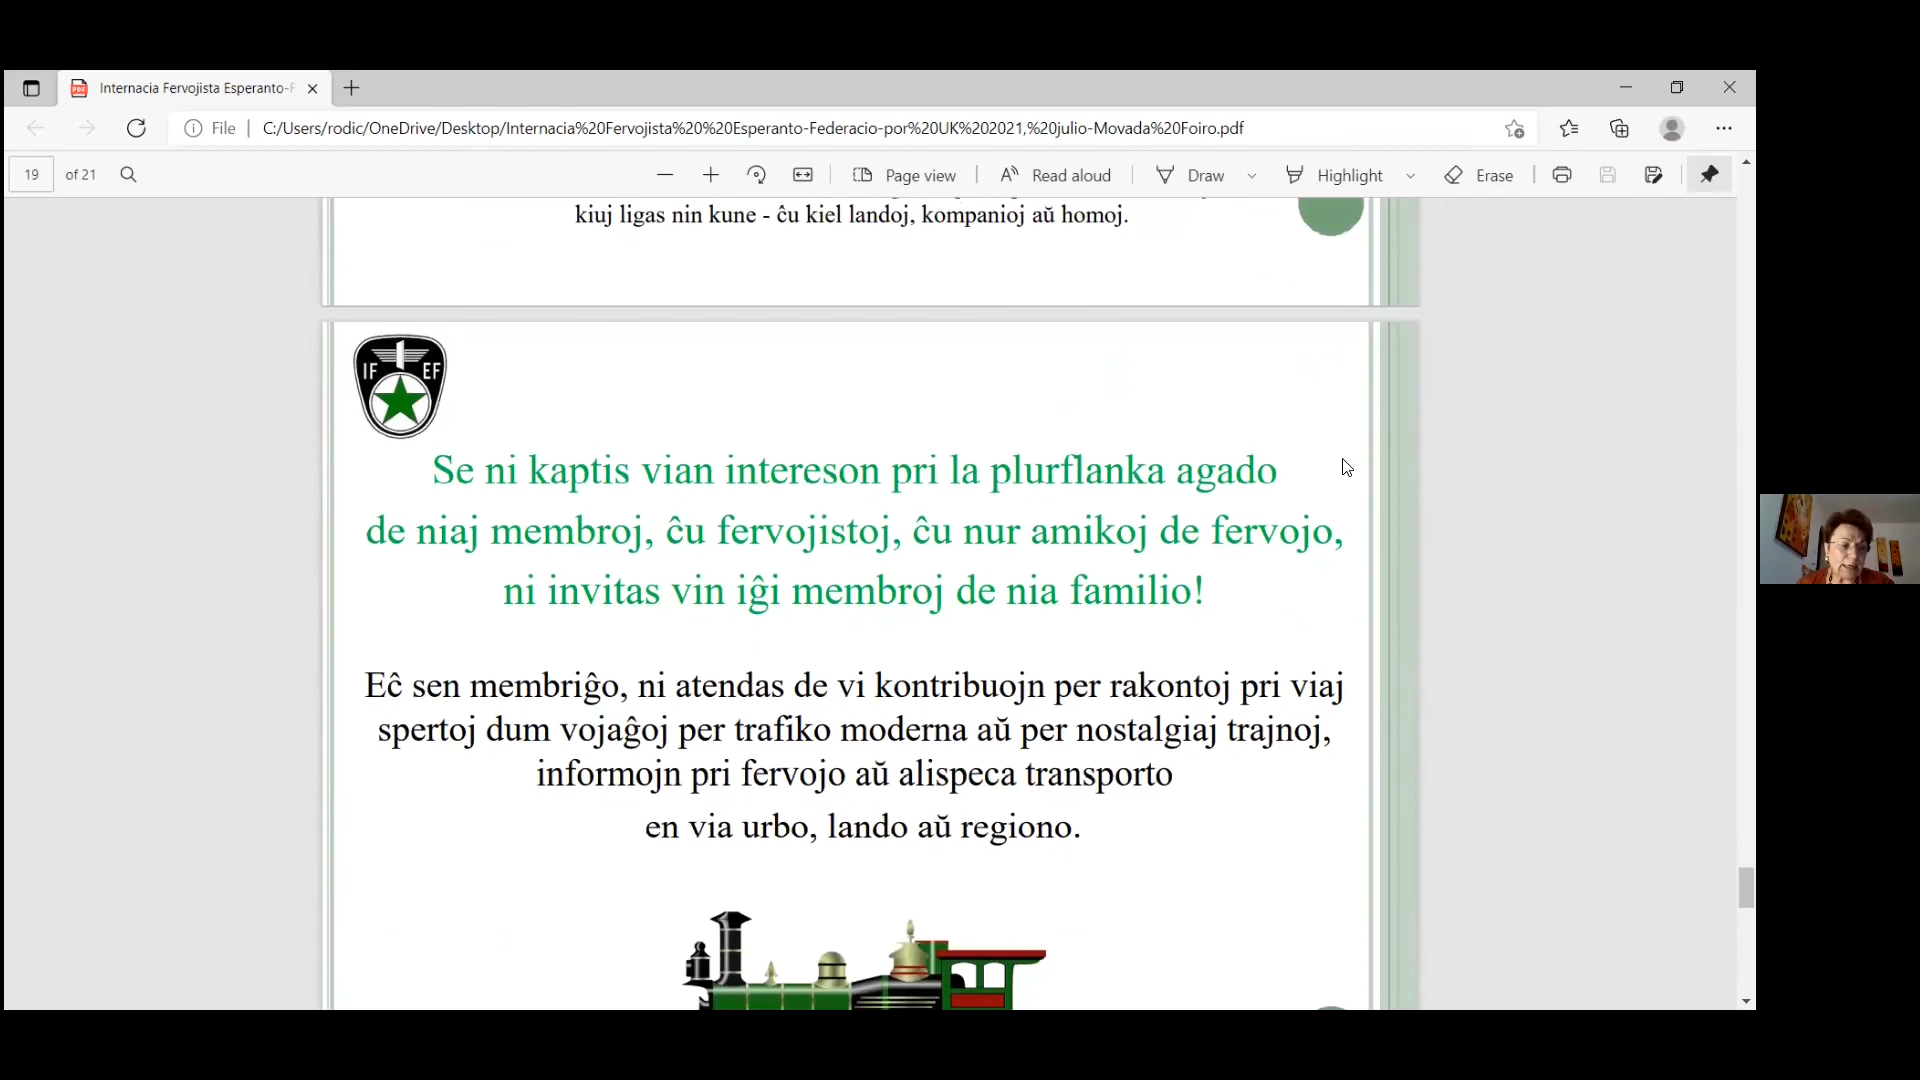 Internacia Fervojista Esperanto-F
File
C:/Users/rodic/OneDrive/Desktop/Internacia%20Fervojista%20%20Esperanto-Federacio-por%20UK%202021,%20julio-Movada%20Foiro.pdf
19 of 21
Page view
Read aloud
Draw
Highlight
Erase
kiuj ligas nin kune - ĉu kiel landoj, kompanioj aŭ homoj.
IF EF
Se ni kaptis vian intereson pri la plurflanka agado
de niaj membroj, ĉu fervojistoj, ĉu nur amikoj de fervojo,
ni invitas vin iĝi membroj de nia familio!
Eĉ sen membriĝo, ni atendas de vi kontribuojn per rakontoj pri viaj
spertoj dum vojaĝoj per trafiko moderna aŭ per nostalgiaj trajnoj,
informojn pri fervojo aŭ alispeca transporto
en via urbo, lando aŭ regiono.